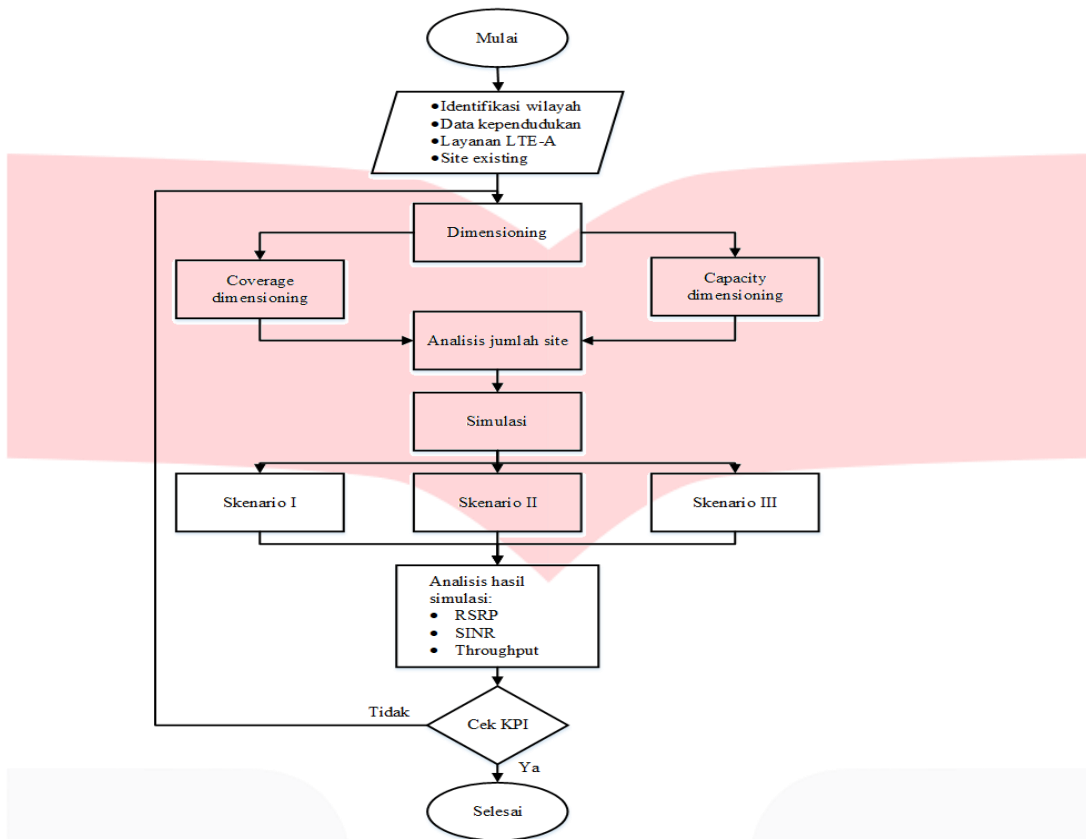 Mulai
●Identifikasi wilayah
●Data kependudukan
●Layanan LTE-A
●Site existing
Dimensioning
Coverage
dimensioning
Capacity
dimensioning
Analisis jumlah site
Simulasi
Skenario I
Skenario II
Skenario III
Analisis hasil
simulasi:
● RSRP
● SINR
● Throughput
Cek KPI
Tidak
Ya
Selesai